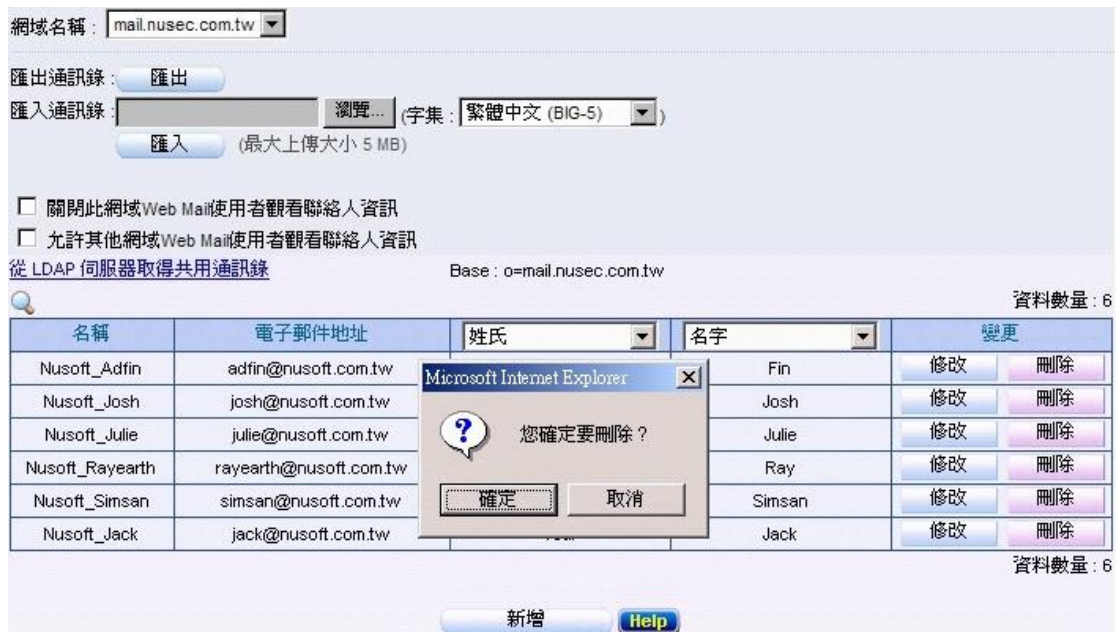 網域名稱 : mail.nusec.com.tw
匯出通訊錄 : 匯出
匯入通訊錄 : 瀏覽... (字集 : 繁體中文 (BIG-5) )
匯入 (最大上傳大小 5 MB)
關閉此網域Web Mail使用者觀看聯絡人資訊
允許其他網域Web Mail使用者觀看聯絡人資訊
從 LDAP 伺服器取得共用通訊錄 Base : o=mail.nusec.com.tw
資料數量 : 6
名稱 電子郵件地址 姓氏 名字 變更
Nusoft_Adfin adfin@nusoft.com.tw Fin 修改 刪除
Nusoft_Josh josh@nusoft.com.tw Josh 修改 刪除
Nusoft_Julie julie@nusoft.com.tw Julie 修改 刪除
Nusoft_Rayearth rayearth@nusoft.com.tw Ray 修改 刪除
Nusoft_Simsan simsan@nusoft.com.tw Simsan 修改 刪除
Nusoft_Jack jack@nusoft.com.tw Jack 修改 刪除
Microsoft Internet Explorer
您確定要刪除？
確定 取消
資料數量 : 6
新增 Help